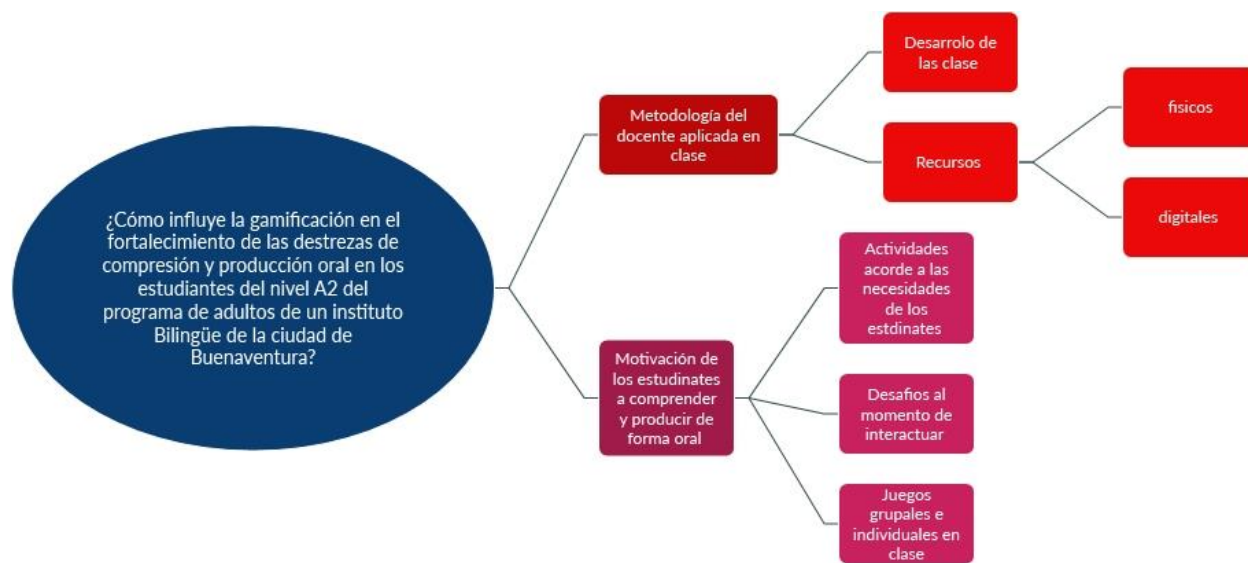 ¿Cómo influye la gamificación en el
fortalecimiento de las destrezas de
compresión y producción oral en los
estudiantes del nivel A2 del
programa de adultos de un instituto
Bilingüe de la ciudad de
Buenaventura?
Metodología del
docente aplicada en
clase
Desarrolo de
las clase
Recursos
fisicos
digitales
Motivación de
los estudinates
a comprender
y producir de
forma oral
Actividades
acorde a las
necesidades
de los
estdinates
Desafios al
momento de
interactuar
Juegos
grupales e
individuales en
clase